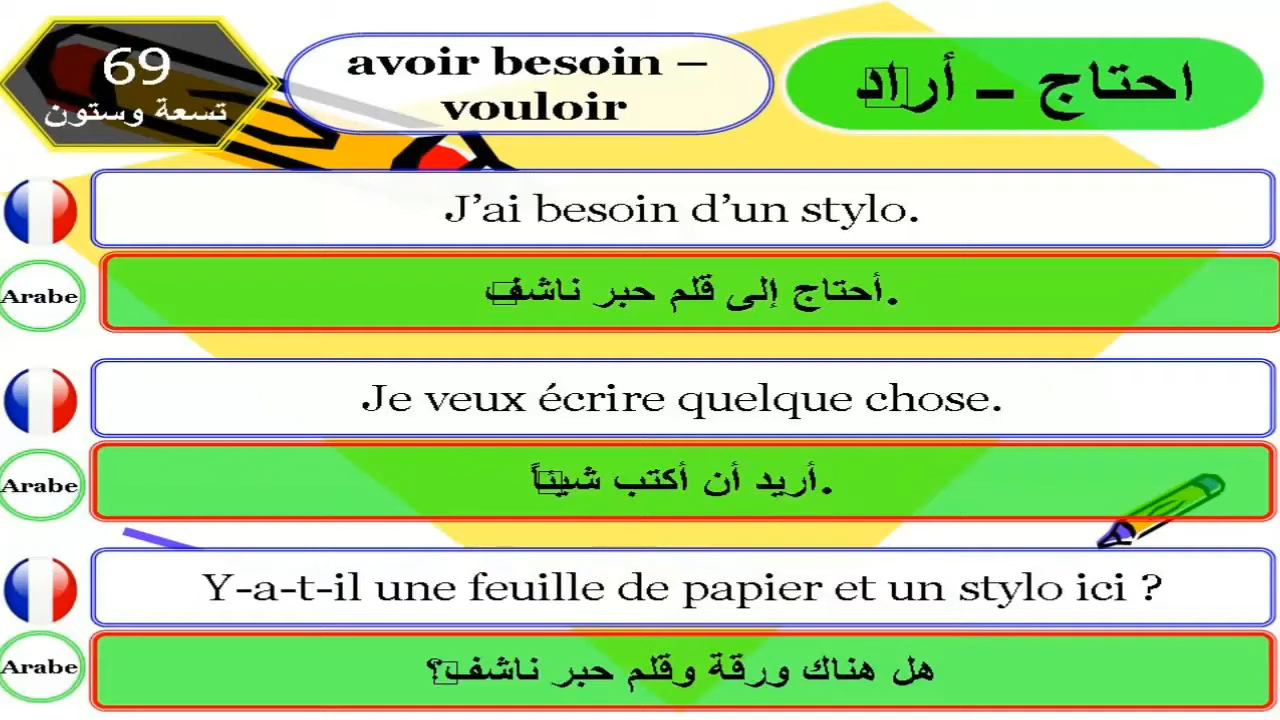 69
تسعة وستون
avoir besoin –
vouloir
احتاج – أراد
J’ai besoin d’un stylo.
Arabe
أحتاج إلى قلم حبر ناشف.
Je veux écrire quelque chose.
Arabe
أريد أن أكتب شيئاً.
Y-a-t-il une feuille de papier et un stylo ici ?
Arabe
هل هناك ورقة وقلم حبر ناشف؟